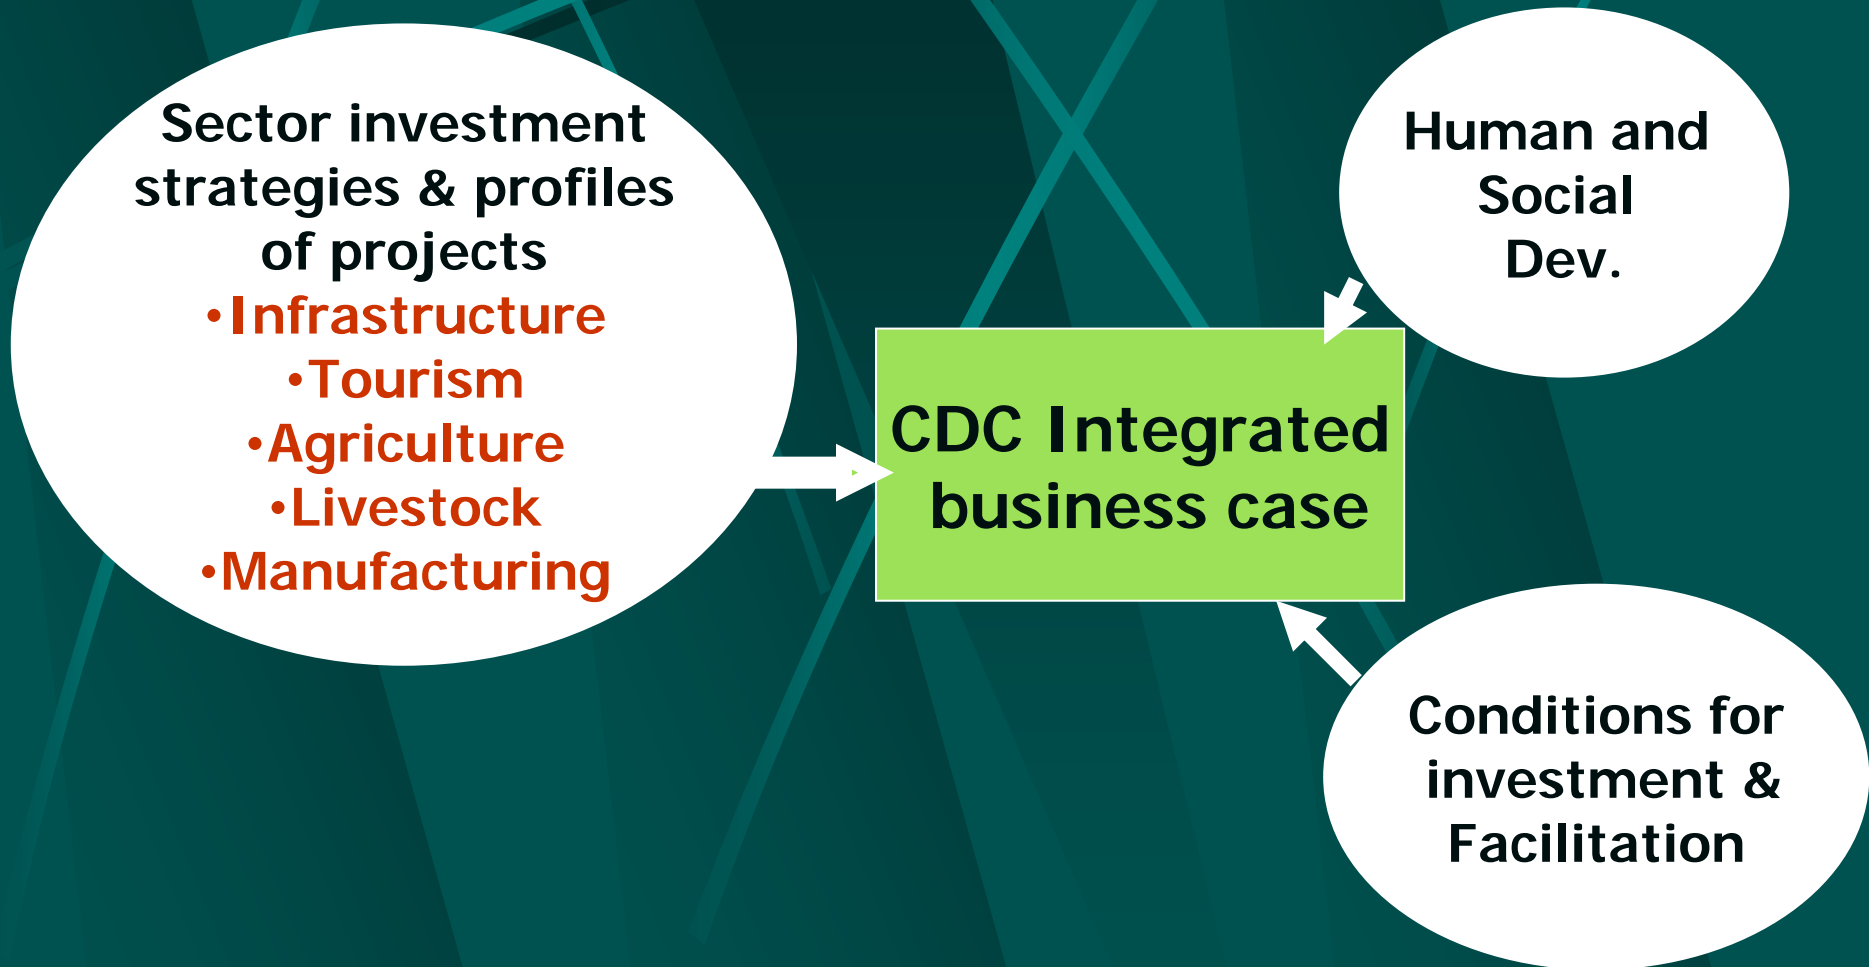 Sector investment
strategies & profiles
of projects
•Infrastructure
•Tourism
•Agriculture
•Livestock
•Manufacturing
CDC Integrated
business case
Human and
Social
Dev.
Conditions for
investment &
Facilitation